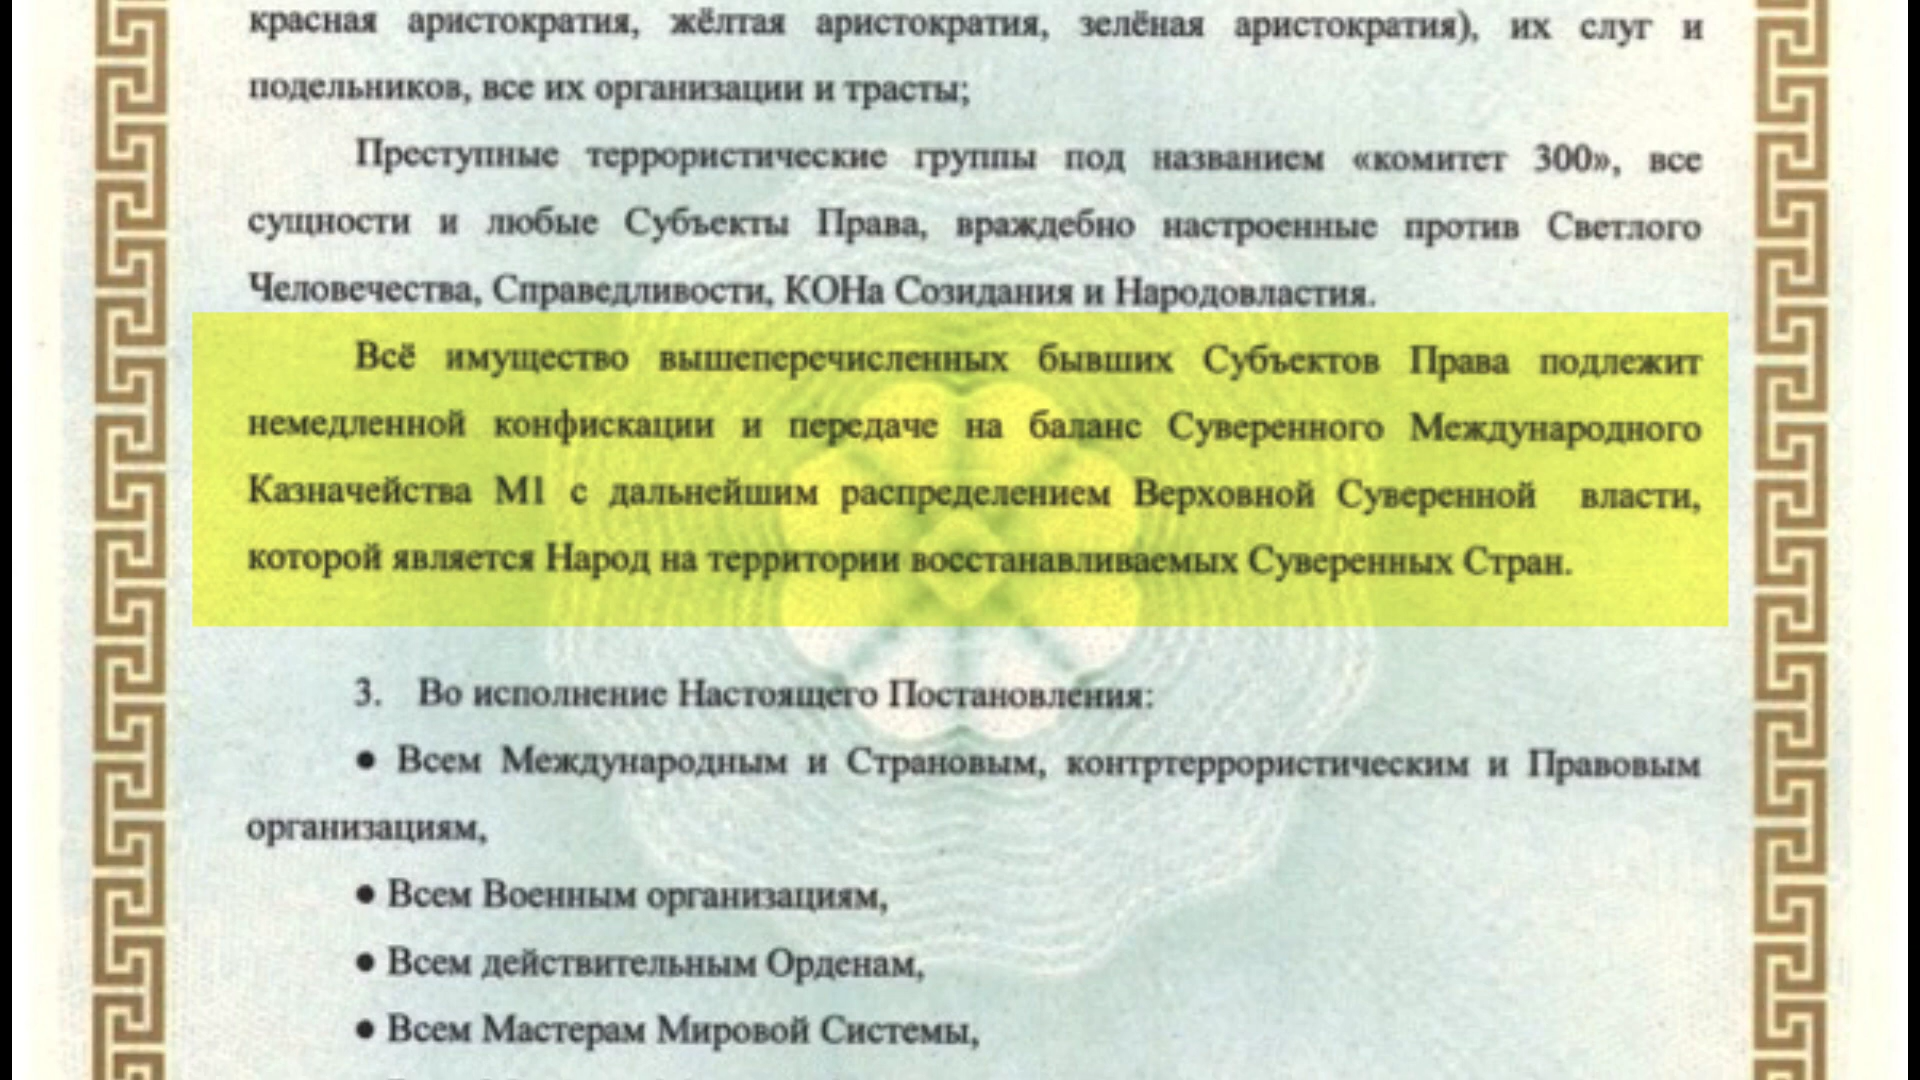 красная аристократия, жёлтая аристократия, зелёная аристократия), их слуг и
подельников, все их организации и трасты;
Преступные террористические группы под названием «комитет 300», все
сущности и любые Субъекты Права, враждебно настроенные против Светлого
Человечества, Справедливости, КОНа Созидания и Народовластия.
Всё имущество вышеперечисленных бывших Субъектов Права подлежит
немедленной конфискации и передаче на баланс Суверенного Международного
Казначейства М1 с дальнейшим распределением Верховной Суверенной власти,
которой является Народ на территории восстанавливаемых Суверенных Стран.
3. Во исполнение Настоящего Постановления:
● Всем Международным и Страновым, контртеррористическим и Правовым
организациям,
● Всем Военным организациям,
● Всем действительным Орденам,
● Всем Мастерам Мировой Системы,